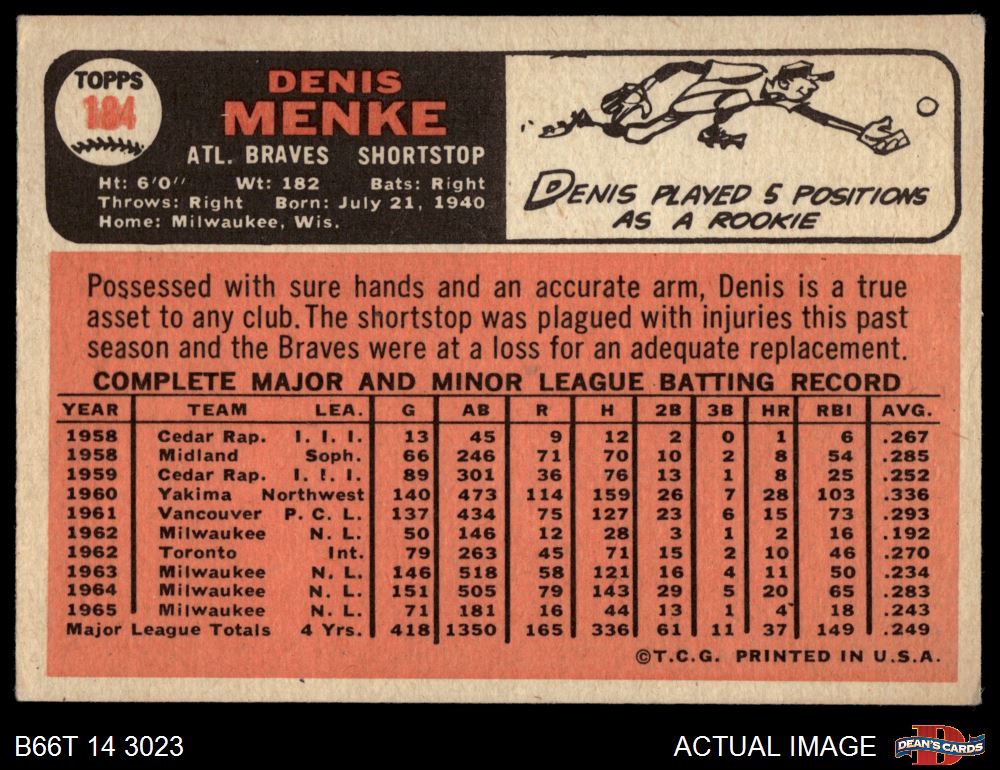 TOPPS
184
DENIS
MENKE
ATL. BRAVES SHORTSTOP
Ht: 6'0" Wt: 182 Bats: Right
Throws: Right Born: July 21, 1940
Home: Milwaukee, Wis.
DENIS PLAYED 5 POSITIONS
AS A ROOKIE
Possessed with sure hands and an accurate arm, Denis is a true
asset to any club. The shortstop was plagued with injuries this past
season and the Braves were at a loss for an adequate replacement.
COMPLETE MAJOR AND MINOR LEAGUE BATTING RECORD
YEAR TEAM LEA. G AB R H 2B 3B HR RBI AVG.
1958 Cedar Rap. I. I. I. 13 45 9 12 2 0 1 6 .267
1958 Midland Soph. 66 246 71 70 10 2 8 54 .285
1959 Cedar Rap. I. I. I. 89 301 36 76 13 1 8 25 .252
1960 Yakima Northwest 140 473 114 159 26 7 28 103 .336
1961 Vancouver P. C. L. 137 434 75 127 23 6 15 73 .293
1962 Milwaukee N. L. 50 146 12 28 3 1 2 16 .192
1962 Toronto Int. 79 263 45 71 15 2 10 46 .270
1963 Milwaukee N. L. 146 518 58 121 16 4 11 50 .234
1964 Milwaukee N. L. 151 505 79 143 29 5 20 65 .283
1965 Milwaukee N. L. 71 181 16 44 13 1 4 18 .243
Major League Totals 4 Yrs. 418 1350 165 336 61 11 37 149 .249
©T.C.G. PRINTED IN U.S.A.
B66T 14 3023
ACTUAL IMAGE
D
DEAN'S CARDS